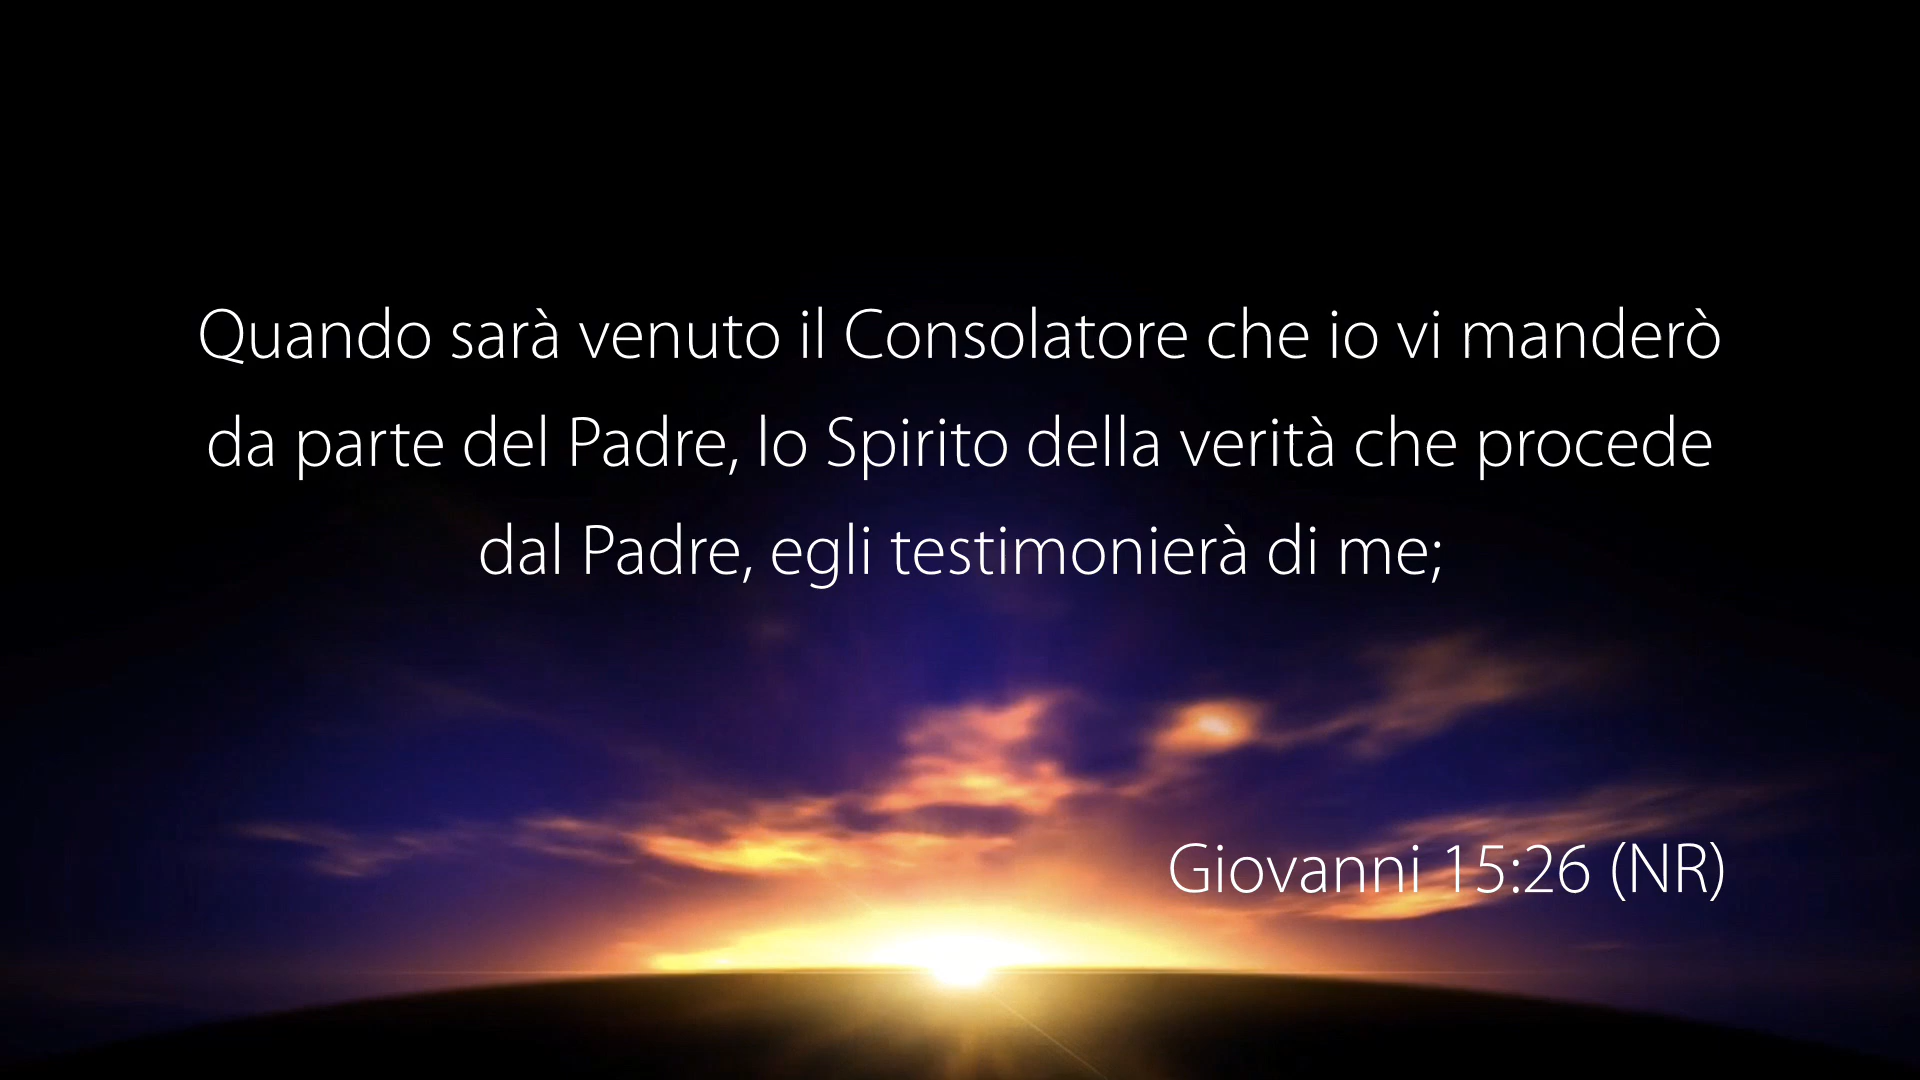 Quando sarà venuto il Consolatore che io vi manderò
da parte del Padre, lo Spirito della verità che procede
dal Padre, egli testimonierà di me;
Giovanni 15:26 (NR)